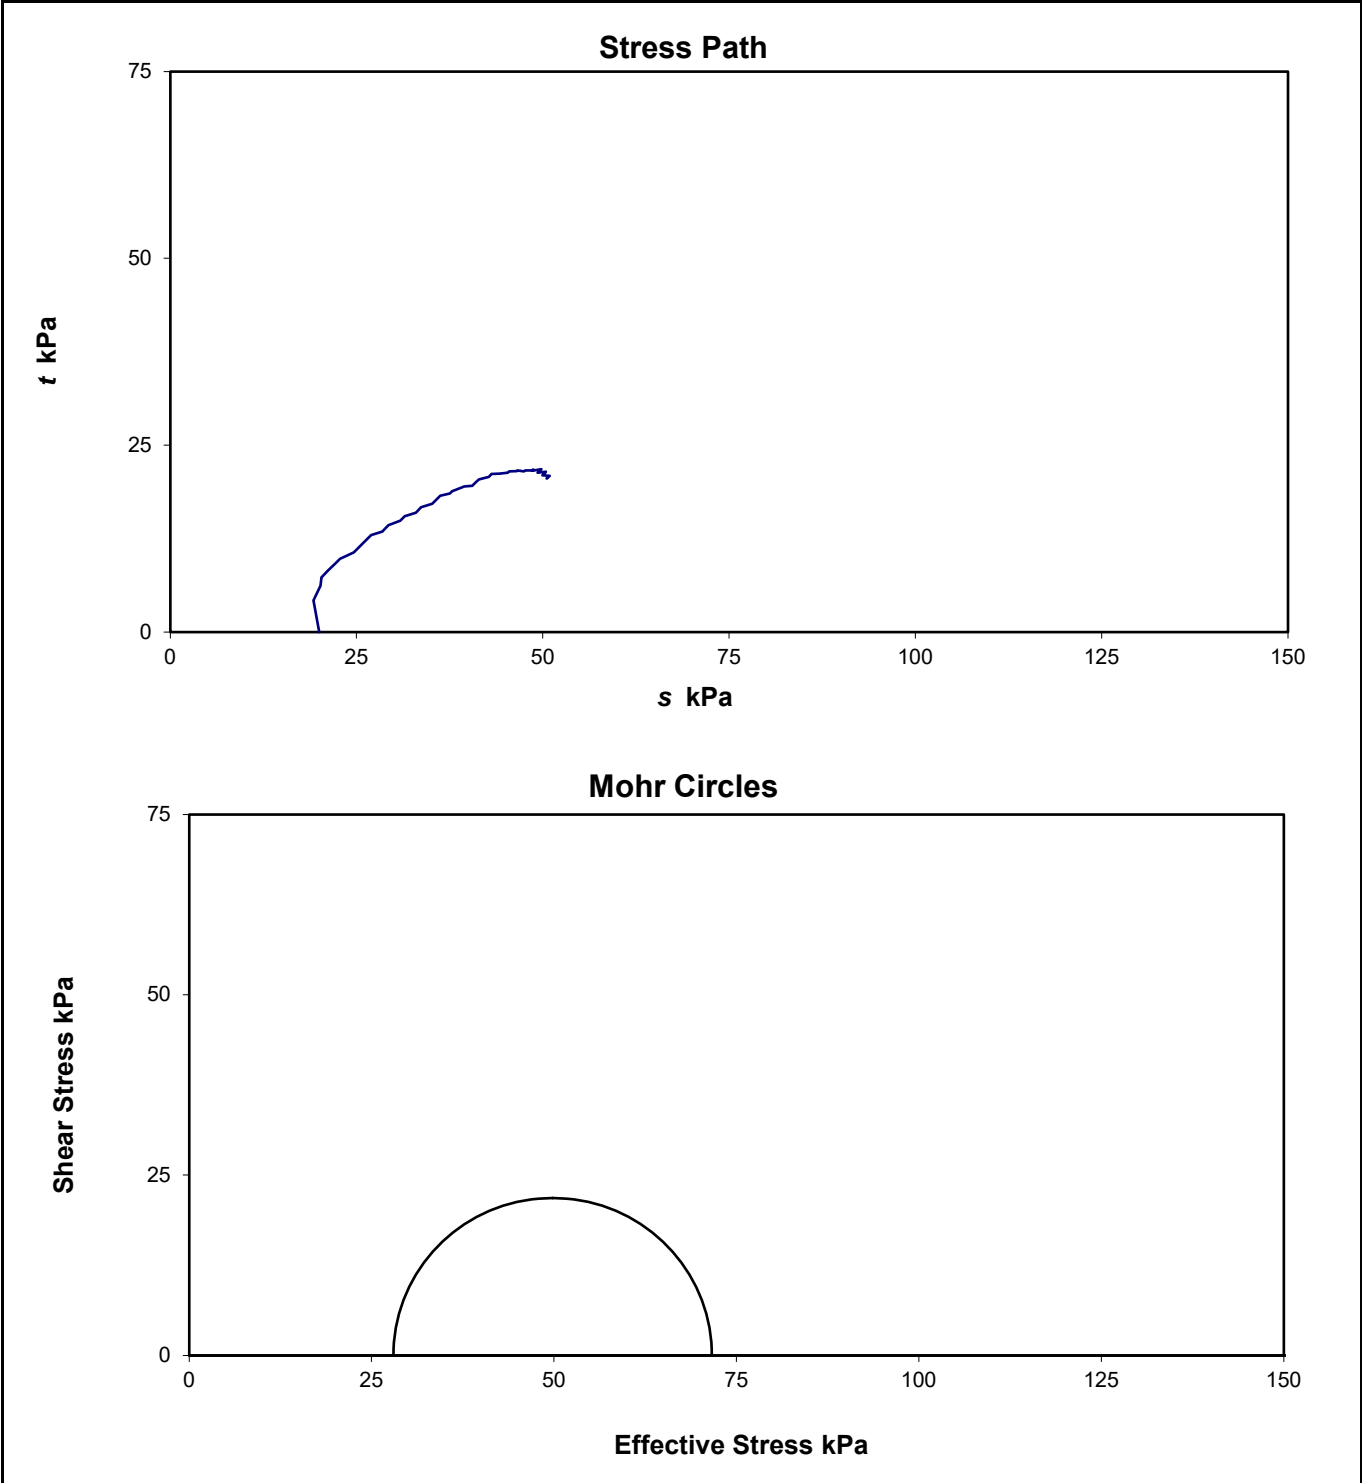 Stress Path
75
50
25
0
t kPa
0 25 50 75 100 125 150
s kPa
Mohr Circles
75
50
25
0
Shear Stress kPa
0 25 50 75 100 125 150
Effective Stress kPa